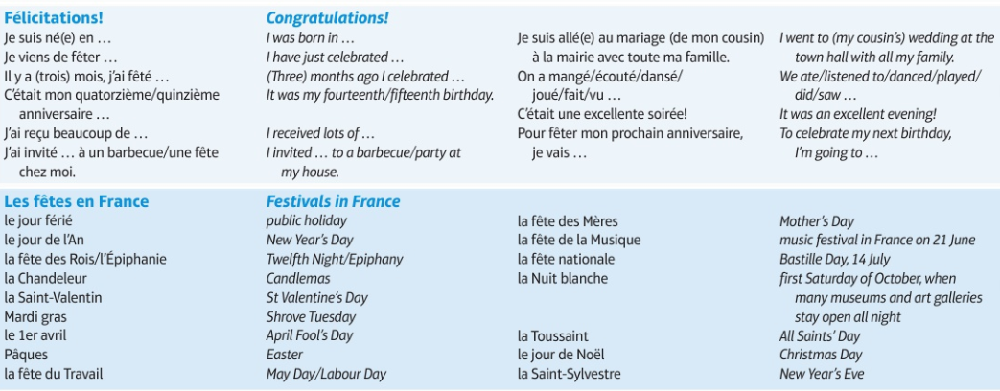 Félicitations!
Congratulations!
Je suis né(e) en …
I was born in …
Je viens de fêter …
I have just celebrated …
Il y a (trois) mois, j’ai fêté …
(Three) months ago I celebrated …
C’était mon quatorzième/quinzième
It was my fourteenth/fifteenth birthday.
anniversaire …
J’ai reçu beaucoup de …
I received lots of …
J’ai invité … à un barbecue/une fête
I invited … to a barbecue/party at
chez moi.
my house.
Je suis allé(e) au mariage (de mon cousin)
I went to (my cousin’s) wedding at the
à la mairie avec toute ma famille.
town hall with all my family.
On a mangé/écouté/dansé/
We ate/listened to/danced/played/
joué/fait/vu …
did/saw …
C’était une excellente soirée!
It was an excellent evening!
Pour fêter mon prochain anniversaire,
To celebrate my next birthday,
je vais …
I’m going to …
Les fêtes en France
Festivals in France
le jour férié
public holiday
le jour de l’An
New Year’s Day
la fête des Rois/l’Épiphanie
Twelfth Night/Epiphany
la Chandeleur
Candlemas
la Saint-Valentin
St Valentine’s Day
Mardi gras
Shrove Tuesday
le 1er avril
April Fool’s Day
Pâques
Easter
la fête du Travail
May Day/Labour Day
la fête des Mères
Mother’s Day
la fête de la Musique
music festival in France on 21 June
la fête nationale
Bastille Day, 14 July
la Nuit blanche
first Saturday of October, when
many museums and art galleries
stay open all night
la Toussaint
All Saints’ Day
le jour de Noël
Christmas Day
la Saint-Sylvestre
New Year’s Eve